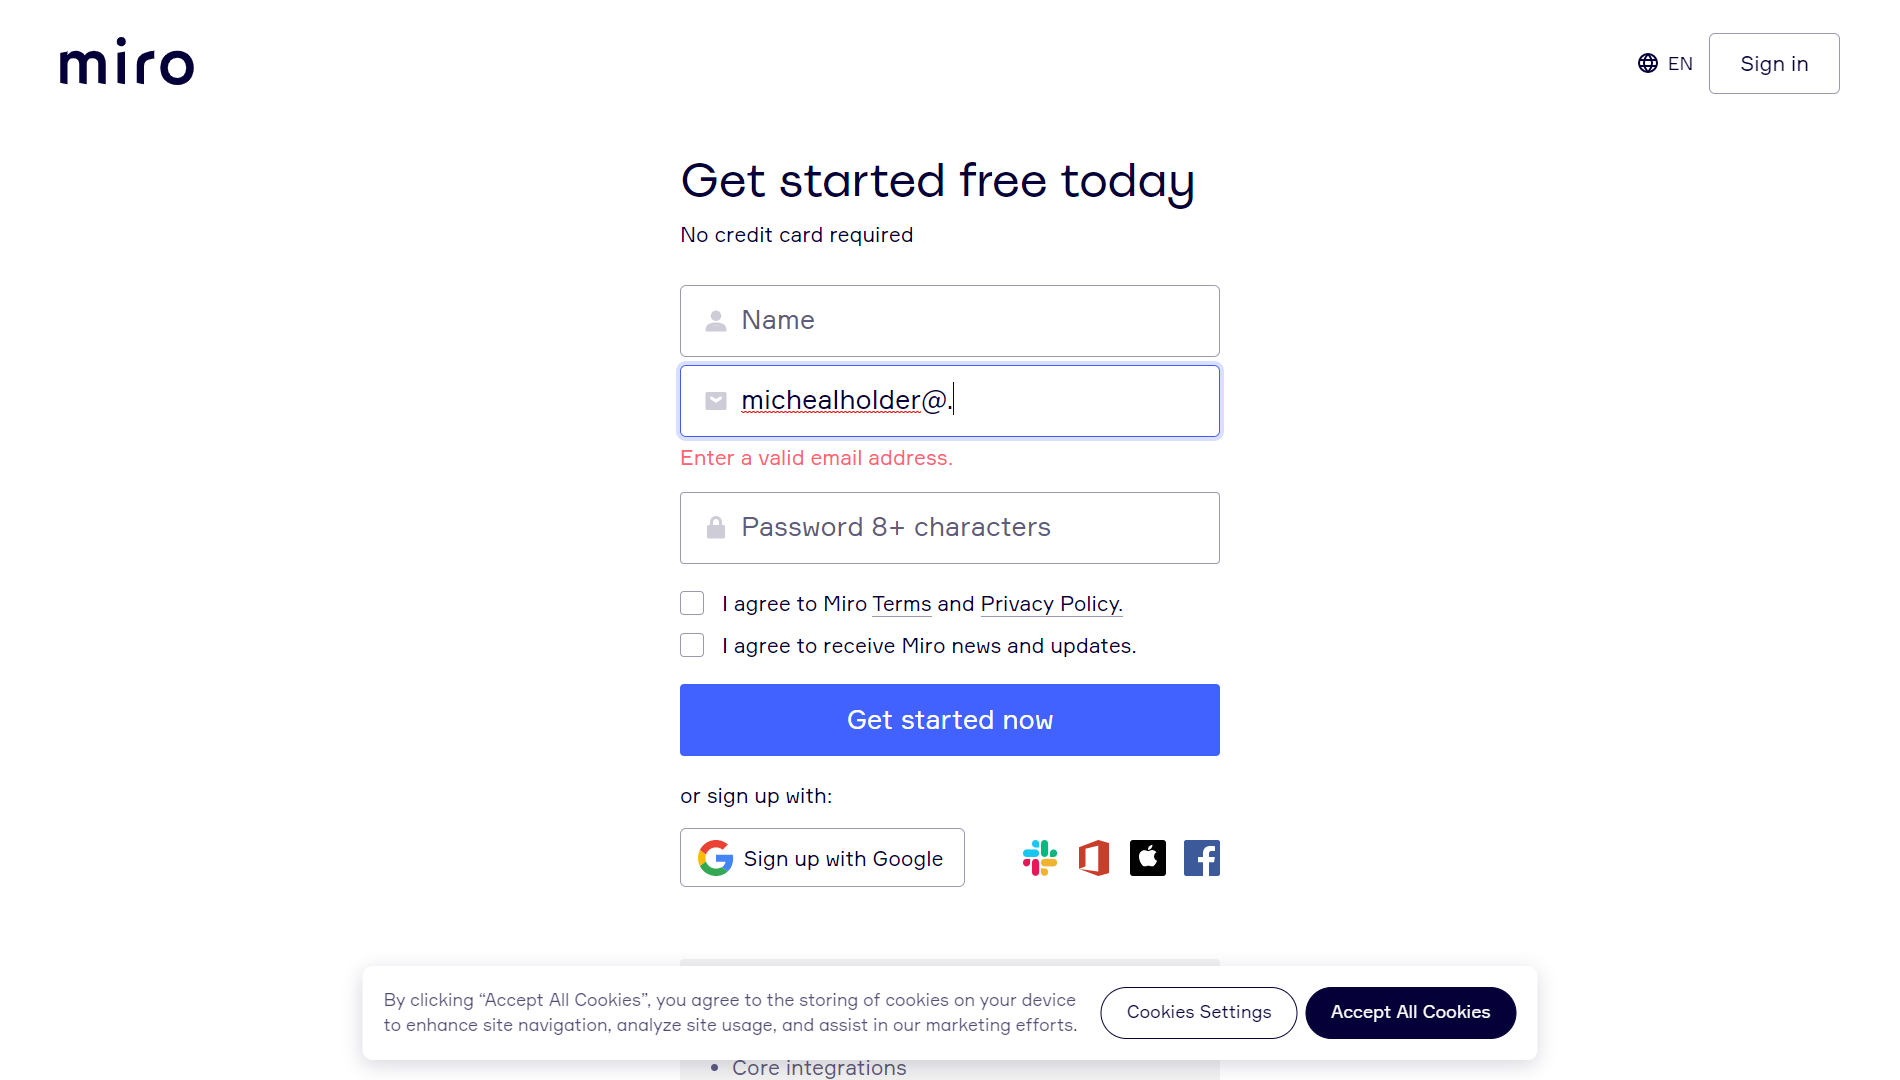 miro
EN
Sign in
Get started free today
No credit card required
Name
michealholder@.
Enter a valid email address.
Password 8+ characters
I agree to Miro Terms and Privacy Policy.
I agree to receive Miro news and updates.
Get started now
or sign up with:
Sign up with Google
By clicking “Accept All Cookies”, you agree to the storing of cookies on your device
to enhance site navigation, analyze site usage, and assist in our marketing efforts.
Cookies Settings
Accept All Cookies
• Core integrations